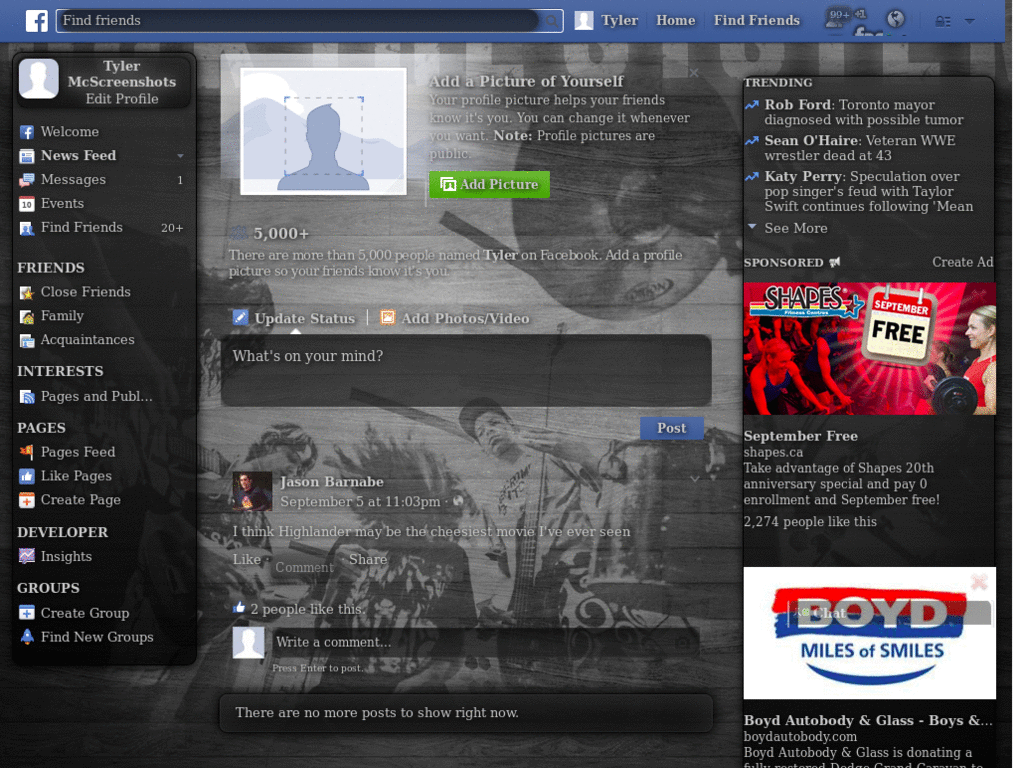 Find friends
Tyler
Home
Find Friends
99+
+1
Tyler
McScreenshots
Edit Profile
Welcome
News Feed
Messages 1
Events
Find Friends 20+
FRIENDS
Close Friends
Family
Acquaintances
INTERESTS
Pages and Publ...
PAGES
Pages Feed
Like Pages
Create Page
DEVELOPER
Insights
GROUPS
Create Group
Find New Groups
Add a Picture of Yourself
Your profile picture helps your friends
know it's you. You can change it whenever
you want. Note: Profile pictures are
public.
Add Picture
5,000+
There are more than 5,000 people named Tyler on Facebook. Add a profile
picture so your friends know it's you.
Update Status
Add Photos/Video
What's on your mind?
Post
Jason Barnabe
September 5 at 11:03pm ·
I think Highlander may be the cheesiest movie I've ever seen
Like · Comment · Share
2 people like this.
Write a comment...
Press Enter to post.
There are no more posts to show right now.
TRENDING
Rob Ford: Toronto mayor
diagnosed with possible tumor
Sean O'Haire: Veteran WWE
wrestler dead at 43
Katy Perry: Speculation over
pop singer's feud with Taylor
Swift continues following 'Mean
See More
SPONSORED
Create Ad
SHAPES
Fitness Centres
SEPTEMBER
FREE
September Free
shapes.ca
Take advantage of Shapes 20th
anniversary special and pay 0
enrollment and September free!
2,274 people like this
Chat
BOYD
MILES of SMILES
Boyd Autobody & Glass - Boys &...
boydautobody.com
Boyd Autobody & Glass is donating a
fully restored Dodge Grand Caravan to